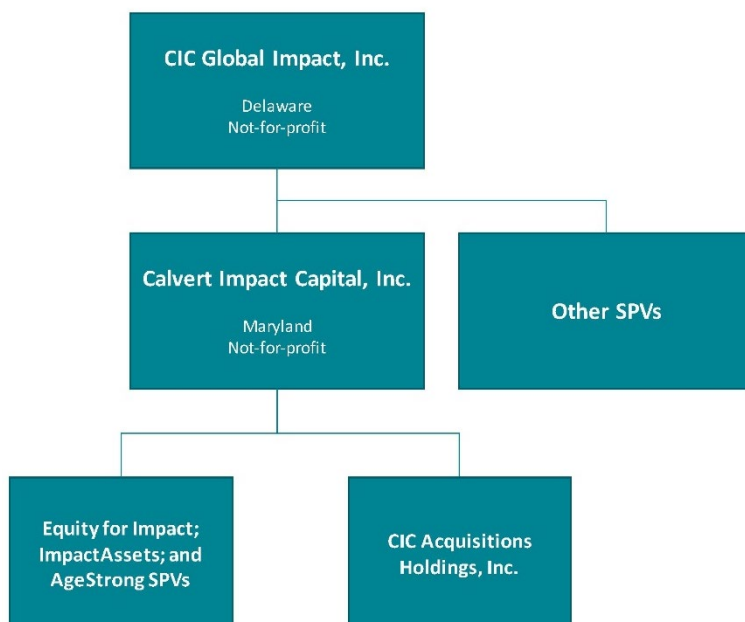 CIC Global Impact, Inc.
Delaware
Not-for-profit
Calvert Impact Capital, Inc.
Maryland
Not-for-profit
Other SPVs
Equity for Impact;
ImpactAssets; and
AgeStrong SPVs
CIC Acquisitions
Holdings, Inc.